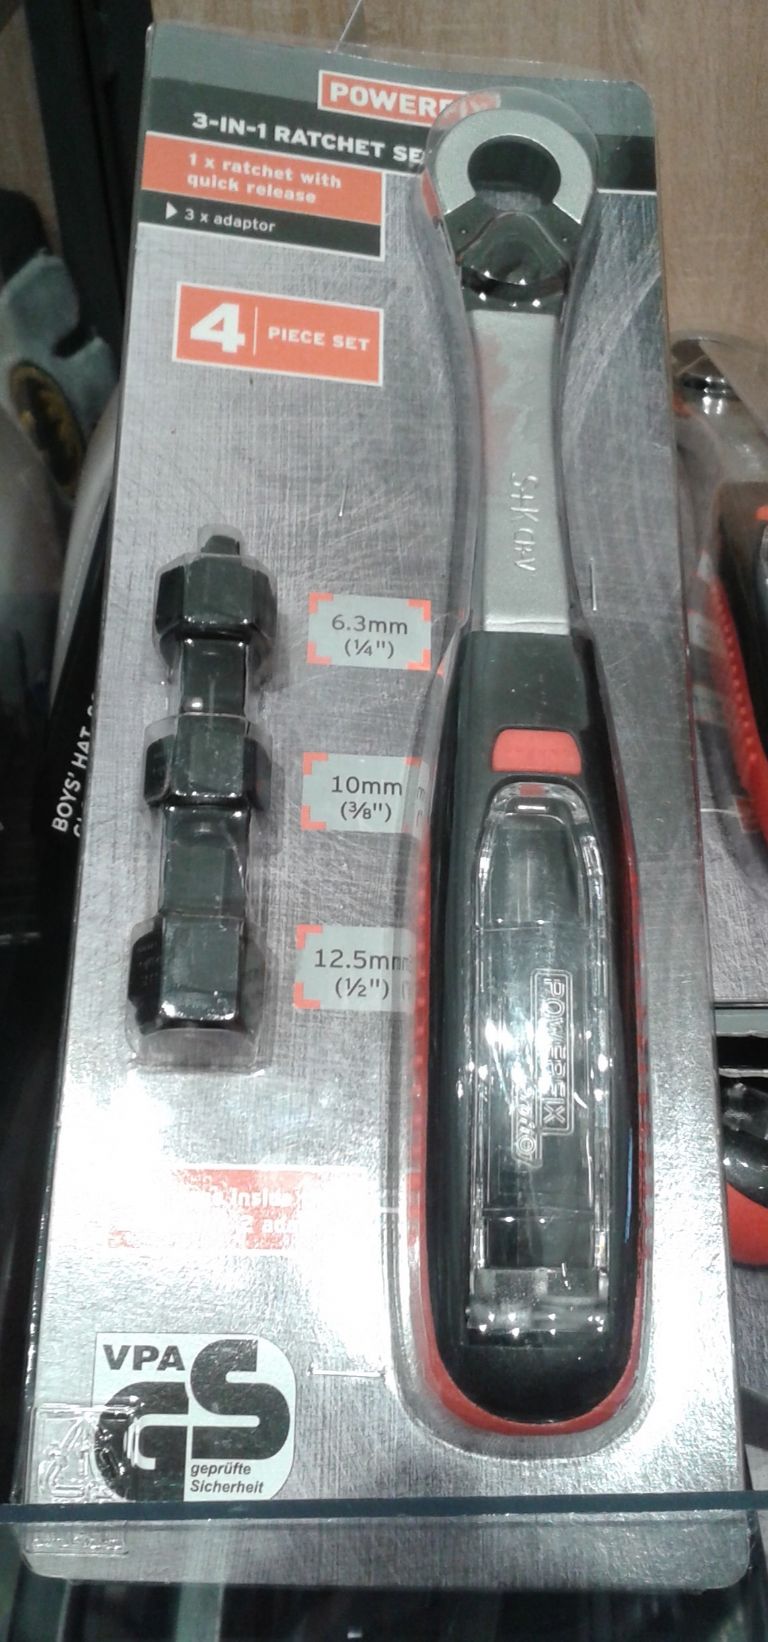 POWERFIX
3-IN-1 RATCHET SE
1 x ratchet with
quick release
3 x adaptor
4 PIECE SET
CR-V
6.3mm
(¼")
10mm
(⅜")
12.5mm
(½")
POWERFIX
BOYS' HAT
VPA
GS
geprüfte
Sicherheit